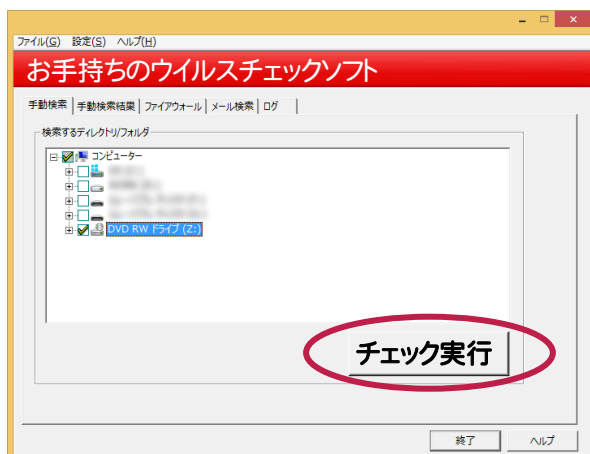 ファイル(G) 設定(S) ヘルプ(H)
お手持ちのウイルスチェックソフト
手動検索 手動検索結果 ファイアウォール メール検索 ログ
検索するディレクトリ/フォルダ
コンピューター
DVD RW ドライブ (Z:)
チェック実行
終了 ヘルプ